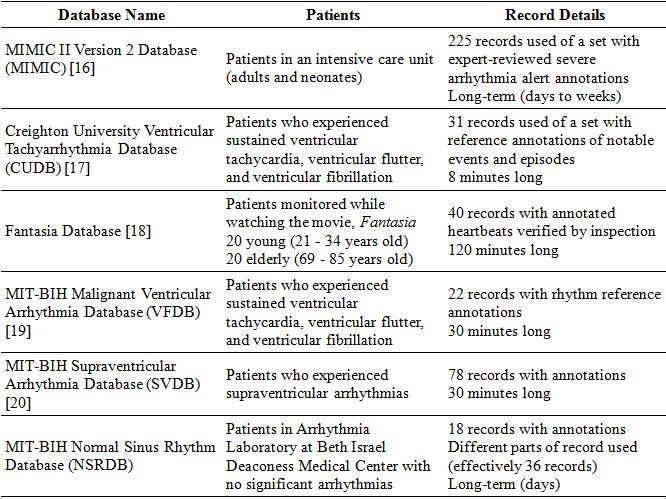 Database Name
Patients
Record Details
MIMIC II Version 2 Database
(MIMIC) [16]
Patients in an intensive care unit
(adults and neonates)
225 records used of a set with
expert-reviewed severe
arrhythmia alert annotations
Long-term (days to weeks)
Creighton University Ventricular
Tachyarrhythmia Database
(CUDB) [17]
Patients who experienced
sustained ventricular
tachycardia, ventricular flutter,
and ventricular fibrillation
31 records used of a set with
reference annotations of notable
events and episodes
8 minutes long
Fantasia Database [18]
Patients monitored while
watching the movie, Fantasia
20 young (21 - 34 years old)
20 elderly (69 - 85 years old)
40 records with annotated
heartbeats verified by inspection
120 minutes long
MIT-BIH Malignant Ventricular
Arrhythmia Database (VFDB)
[19]
Patients who experienced
sustained ventricular
tachycardia, ventricular flutter,
and ventricular fibrillation
22 records with rhythm reference
annotations
30 minutes long
MIT-BIH Supraventricular
Arrhythmia Database (SVDB)
[20]
Patients who experienced
supraventricular arrhythmias
78 records with annotations
30 minutes long
MIT-BIH Normal Sinus Rhythm
Database (NSRDB)
Patients in Arrhythmia
Laboratory at Beth Israel
Deaconess Medical Center with
no significant arrhythmias
18 records with annotations
Different parts of record used
(effectively 36 records)
Long-term (days)